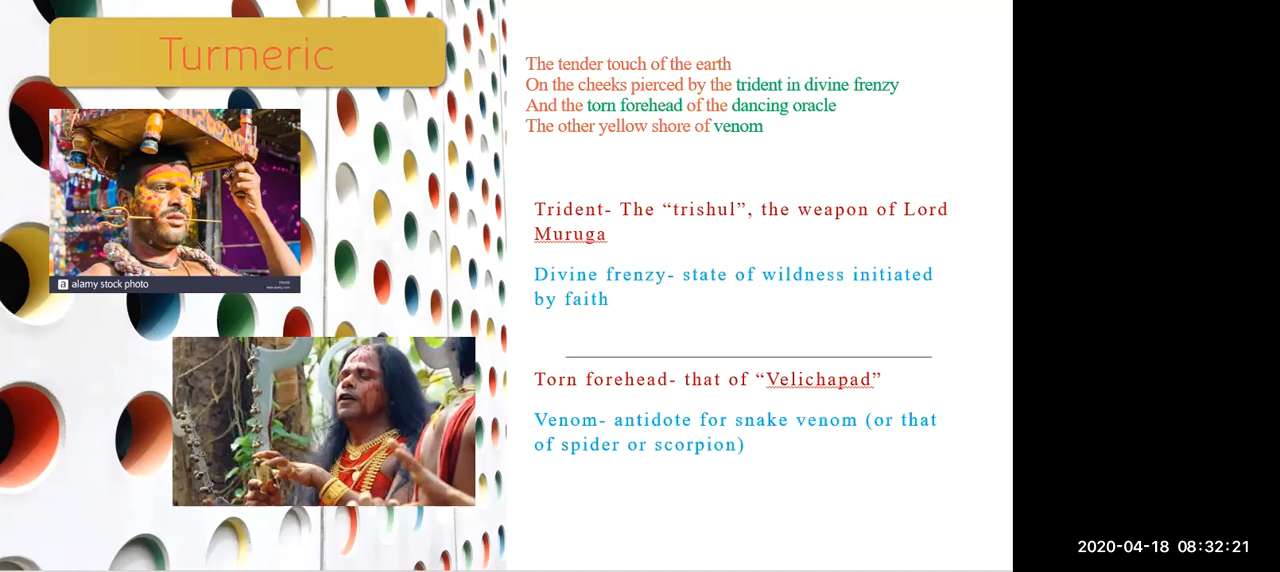 Turmeric
The tender touch of the earth
On the cheeks pierced by the trident in divine frenzy
And the torn forehead of the dancing oracle
The other yellow shore of venom
Trident- The “trishul”, the weapon of Lord
Muruga
Divine frenzy- state of wildness initiated
by faith
Torn forehead- that of “Velichapad”
Venom- antidote for snake venom (or that
of spider or scorpion)
a alamy stock photo
2020-04-18 08:32:21